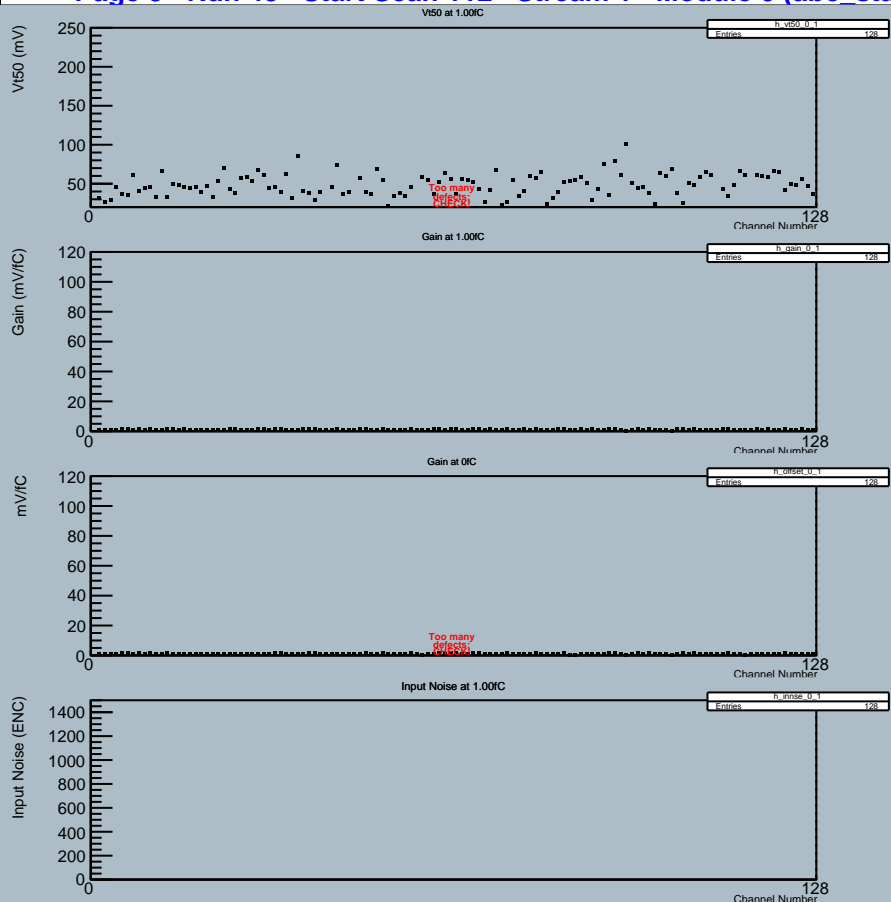 Vt50 at 1.00fC
h_vt50_0_1
Entries 128
Vt50 (mV)
250
200
150
100
50
Too many
defects,
CHECK!
0
128
Channel Number
Gain at 1.00fC
h_gain_0_1
Entries 128
Gain (mV/fC)
120
100
80
60
40
20
0
0
128
Channel Number
Gain at 0fC
h_offset_0_1
Entries 128
mV/fC
120
100
80
60
40
20
Too many
defects,
CHECK!
0
0
128
Channel Number
Input Noise at 1.00fC
h_innse_0_1
Entries 128
Input Noise (ENC)
1400
1200
1000
800
600
400
200
0
0
128
Channel Number